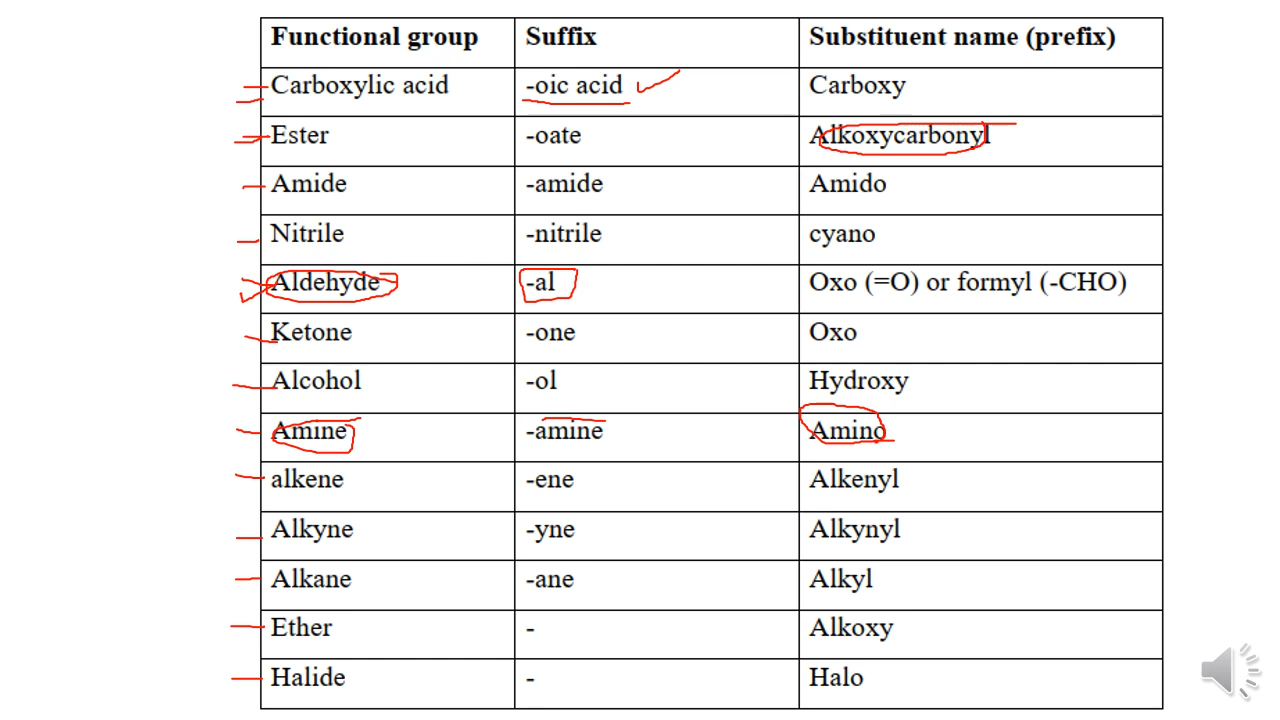 Functional group Suffix Substituent name (prefix)
Carboxylic acid -oic acid Carboxy
Ester -oate Alkoxycarbonyl
Amide -amide Amido
Nitrile -nitrile cyano
Aldehyde -al Oxo (=O) or formyl (-CHO)
Ketone -one Oxo
Alcohol -ol Hydroxy
Amine -amine Amino
alkene -ene Alkenyl
Alkyne -yne Alkynyl
Alkane -ane Alkyl
Ether - Alkoxy
Halide - Halo